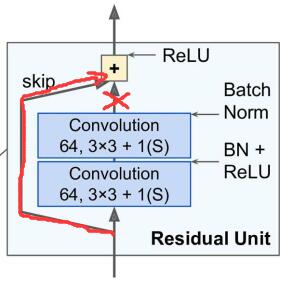 ReLU
+
skip
Batch
Norm
Convolution
64, 3×3 + 1(S)
BN +
ReLU
Convolution
64, 3×3 + 1(S)
Residual Unit